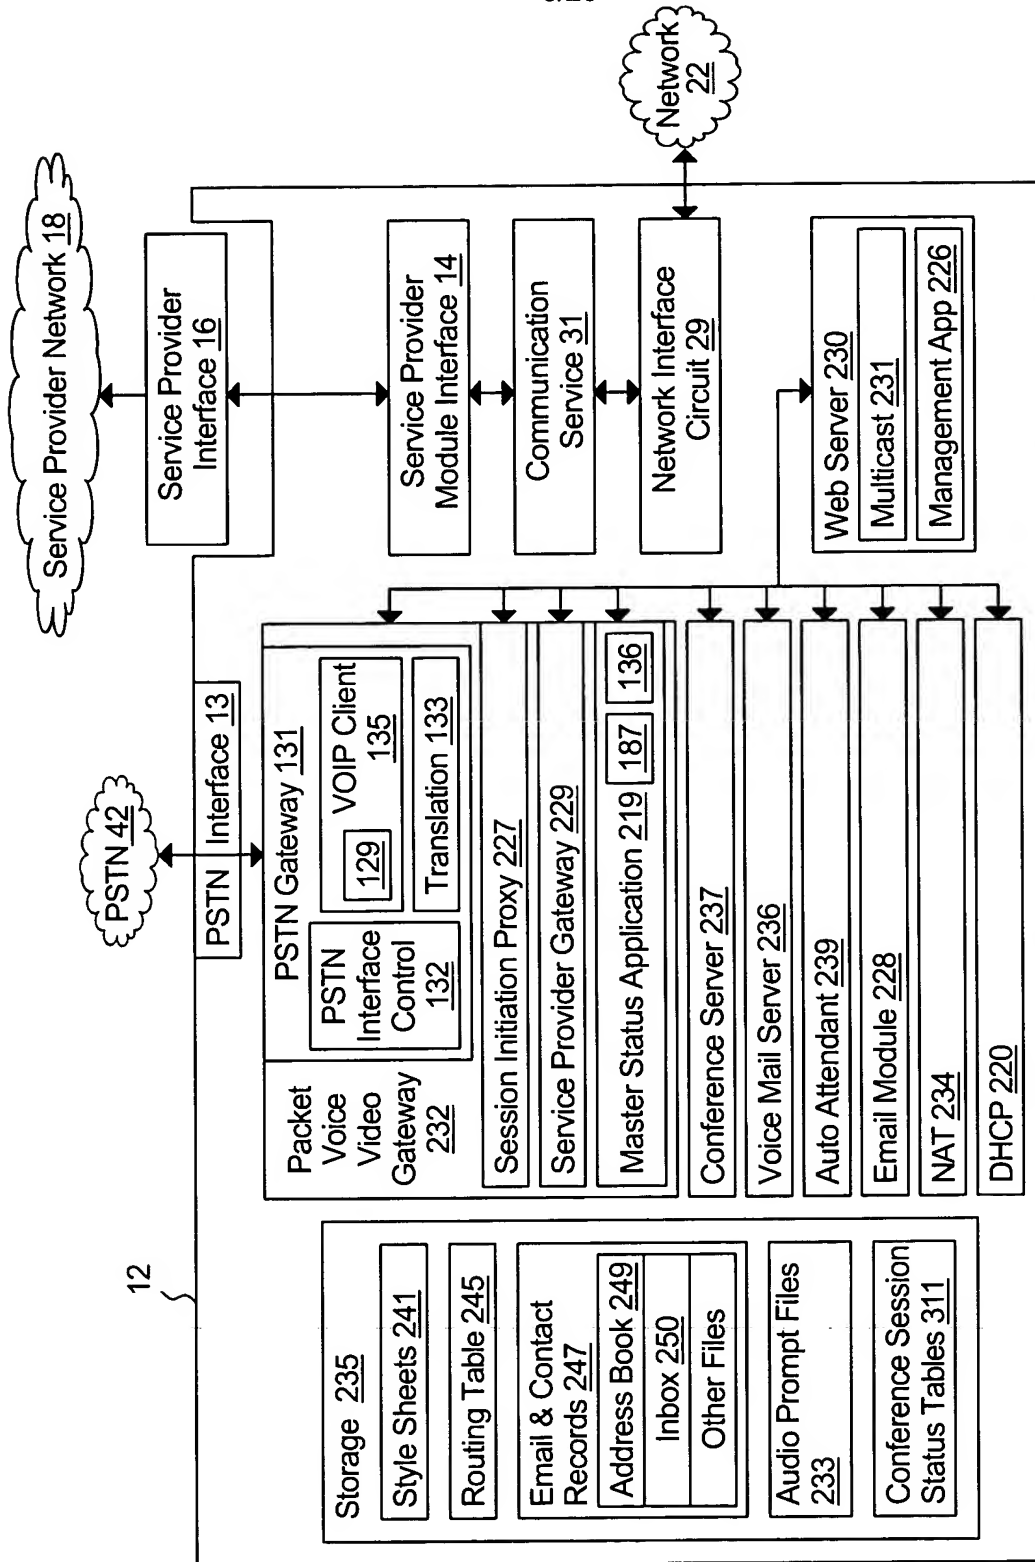 Service Provider Network 18
PSTN 42
Service Provider
Interface 16
PSTN Interface 13
12
Network
22
Storage 235
Style Sheets 241
Routing Table 245
Email & Contact
Records 247
Address Book 249
Inbox 250
Other Files
Audio Prompt Files
233
Conference Session
Status Tables 311
Packet
Voice
Video
Gateway
232
PSTN Gateway 131
PSTN
Interface
Control
132
VOIP Client
129
135
Translation 133
Session Initiation Proxy 227
Service Provider Gateway 229
Master Status Application 219
187
136
Conference Server 237
Voice Mail Server 236
Auto Attendant 239
Email Module 228
NAT 234
DHCP 220
Service Provider
Module Interface 14
Communication
Service 31
Network Interface
Circuit 29
Web Server 230
Multicast 231
Management App 226